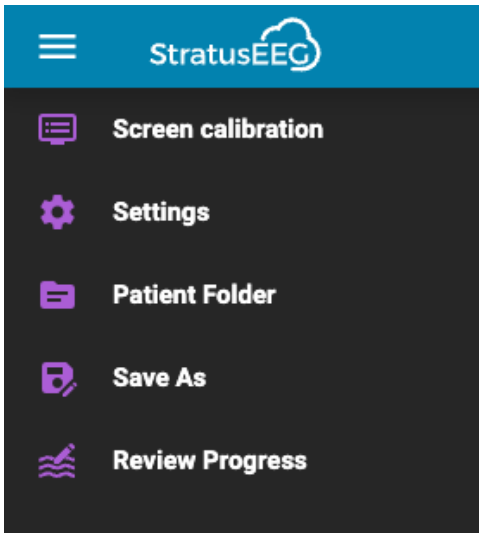 StratusEEG
Screen calibration
Settings
Patient Folder
Save As
Review Progress